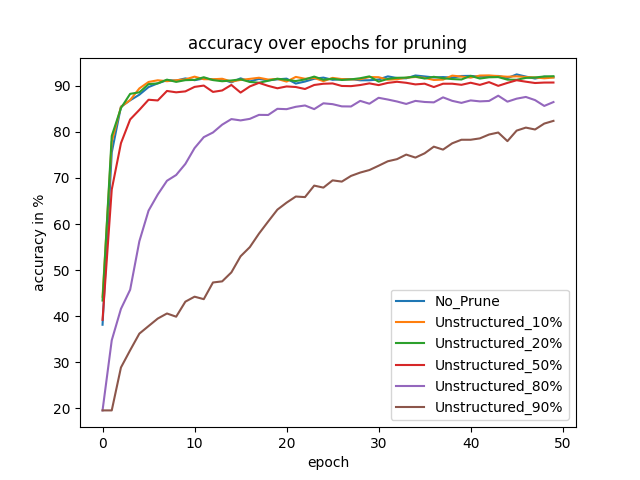 accuracy over epochs for pruning
accuracy in %
90
80
70
60
50
40
30
20
No_Prune
Unstructured_10%
Unstructured_20%
Unstructured_50%
Unstructured_80%
Unstructured_90%
0 10 20 30 40 50
epoch